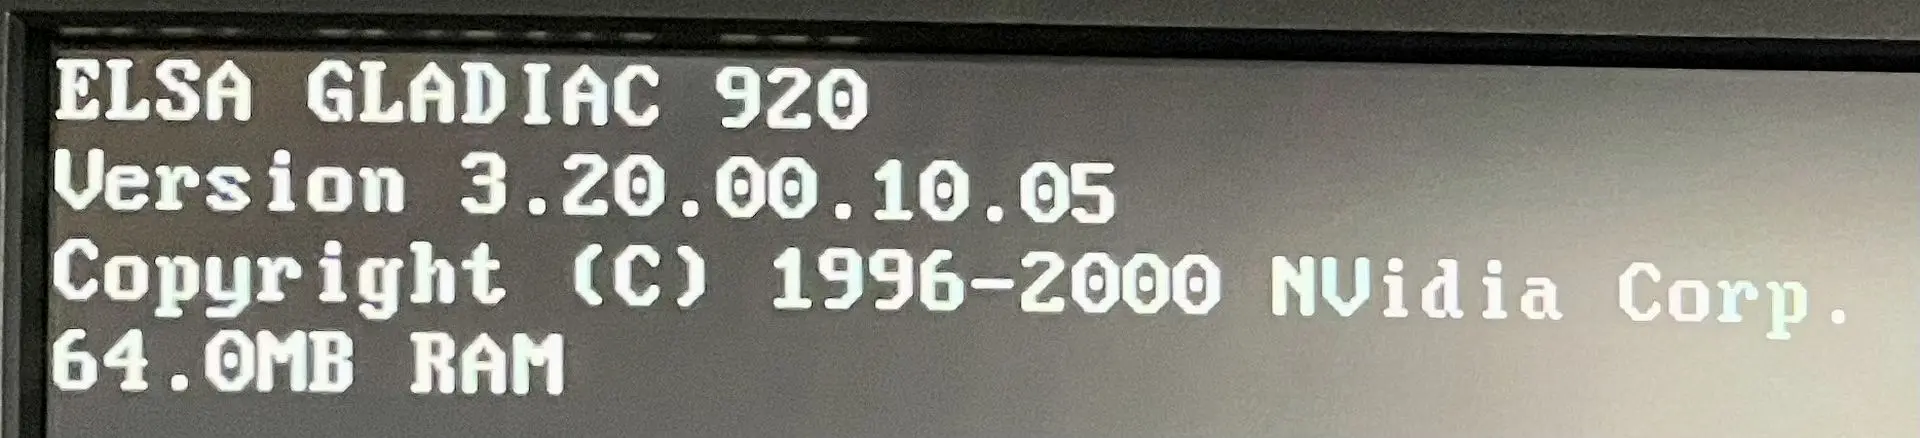 ELSA GLADIAC 920
Version 3.20.00.10.05
Copyright (C) 1996-2000 NVidia Corp.
64.0MB RAM